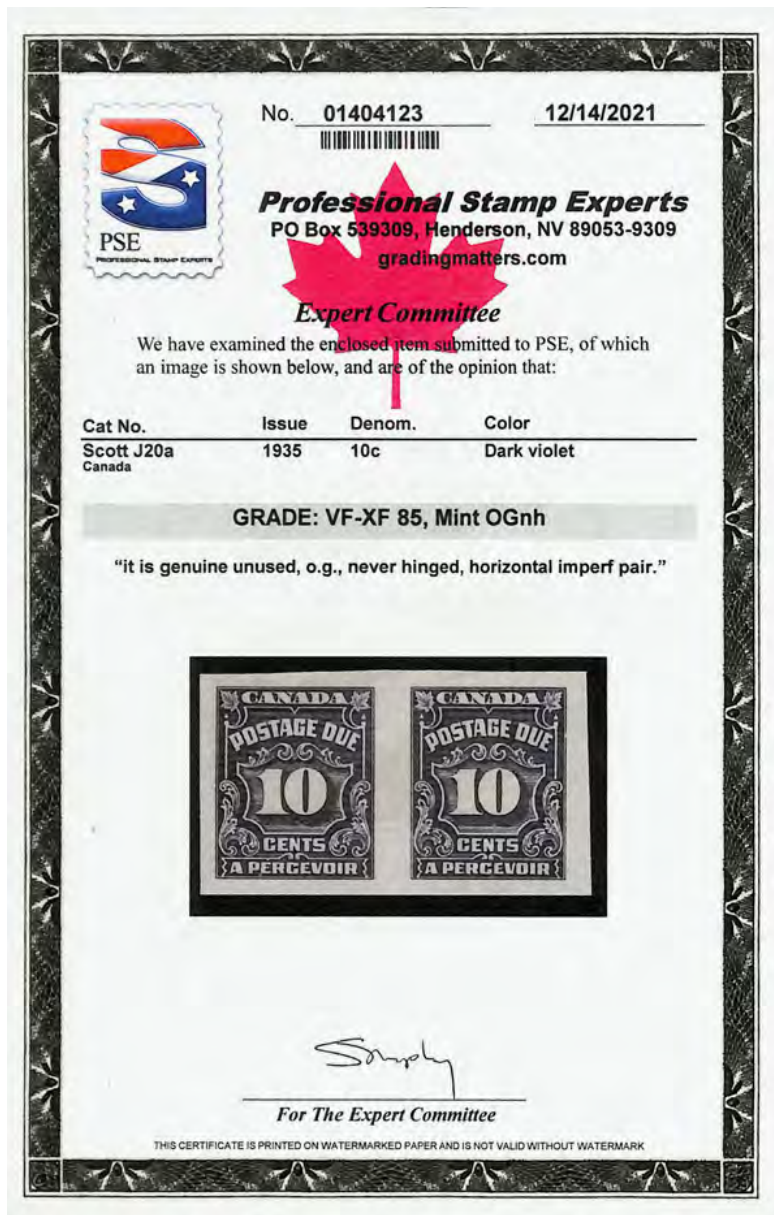 No. 01404123 12/14/2021
PSE
PROFESSIONAL STAMP EXPERTS
Professional Stamp Experts
PO Box 539309, Henderson, NV 89053-9309
gradingmatters.com
Expert Committee
We have examined the enclosed item submitted to PSE, of which
an image is shown below, and are of the opinion that:
Cat No. Issue Denom. Color
Scott J20a 1935 10c Dark violet
Canada
GRADE: VF-XF 85, Mint OGnh
“it is genuine unused, o.g., never hinged, horizontal imperf pair.”
CANADA CANADA
POSTAGE DUE POSTAGE DUE
10 10
CENTS CENTS
A PERCEVOIR A PERCEVOIR
For The Expert Committee
THIS CERTIFICATE IS PRINTED ON WATERMARKED PAPER AND IS NOT VALID WITHOUT WATERMARK